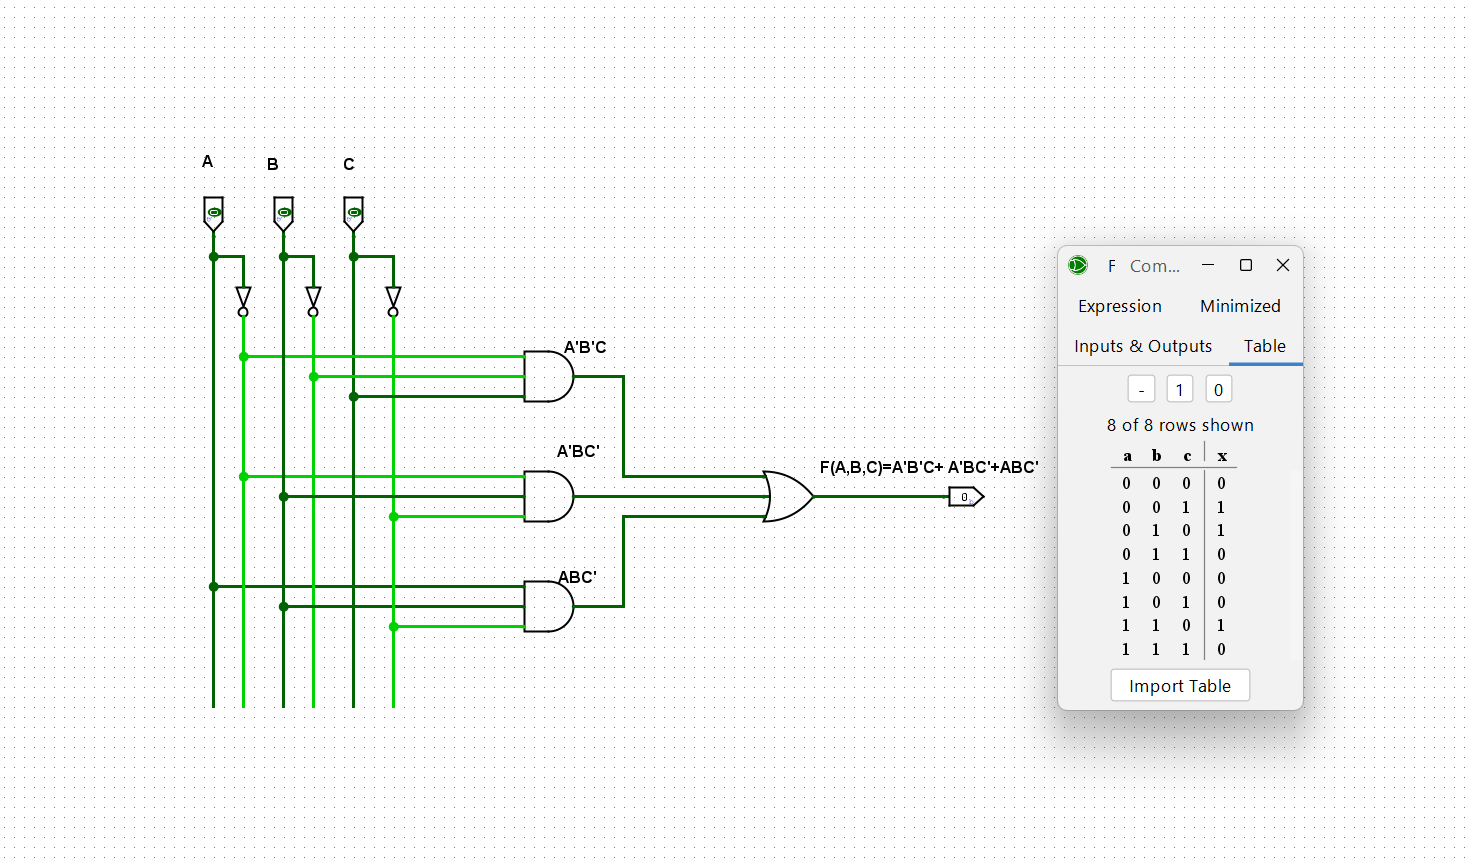 A B C
A'B'C
A'BC'
F(A,B,C)=A'B'C+ A'BC'+ABC'
0
ABC'
F Com...
Expression Minimized
Inputs & Outputs Table
- 1 0
8 of 8 rows shown
a b c x
0 0 0 0
0 0 1 1
0 1 0 1
0 1 1 0
1 0 0 0
1 0 1 0
1 1 0 1
1 1 1 0
Import Table